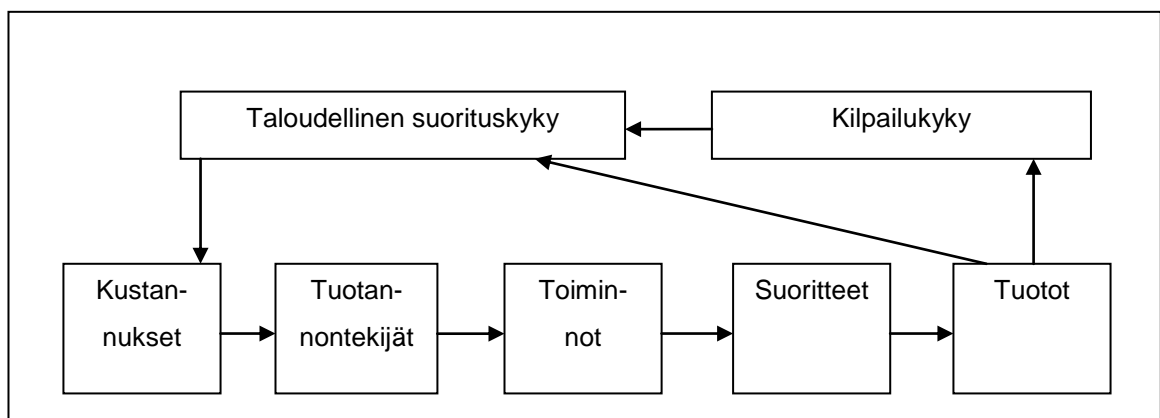 Taloudellinen suorituskyky
Kilpailukyky
Kustan-
nukset
Tuotan-
nontekijät
Toimin-
not
Suoritteet
Tuotot